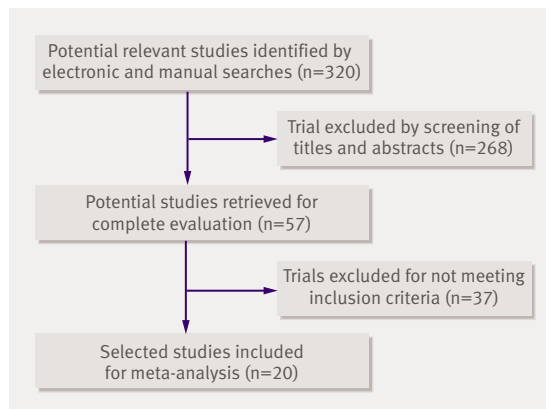 Potential relevant studies identified by
electronic and manual searches (n=320)
Trial excluded by screening of
titles and abstracts (n=268)
Potential studies retrieved for
complete evaluation (n=57)
Trials excluded for not meeting
inclusion criteria (n=37)
Selected studies included
for meta-analysis (n=20)